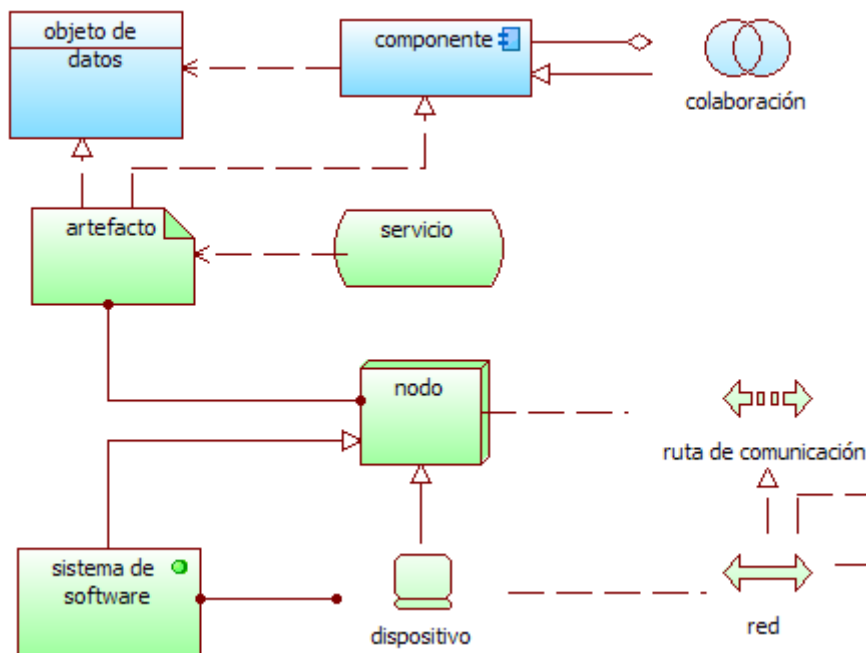 objeto de
datos
componente
colaboración
artefacto
servicio
nodo
ruta de comunicación
sistema de
software
dispositivo
red